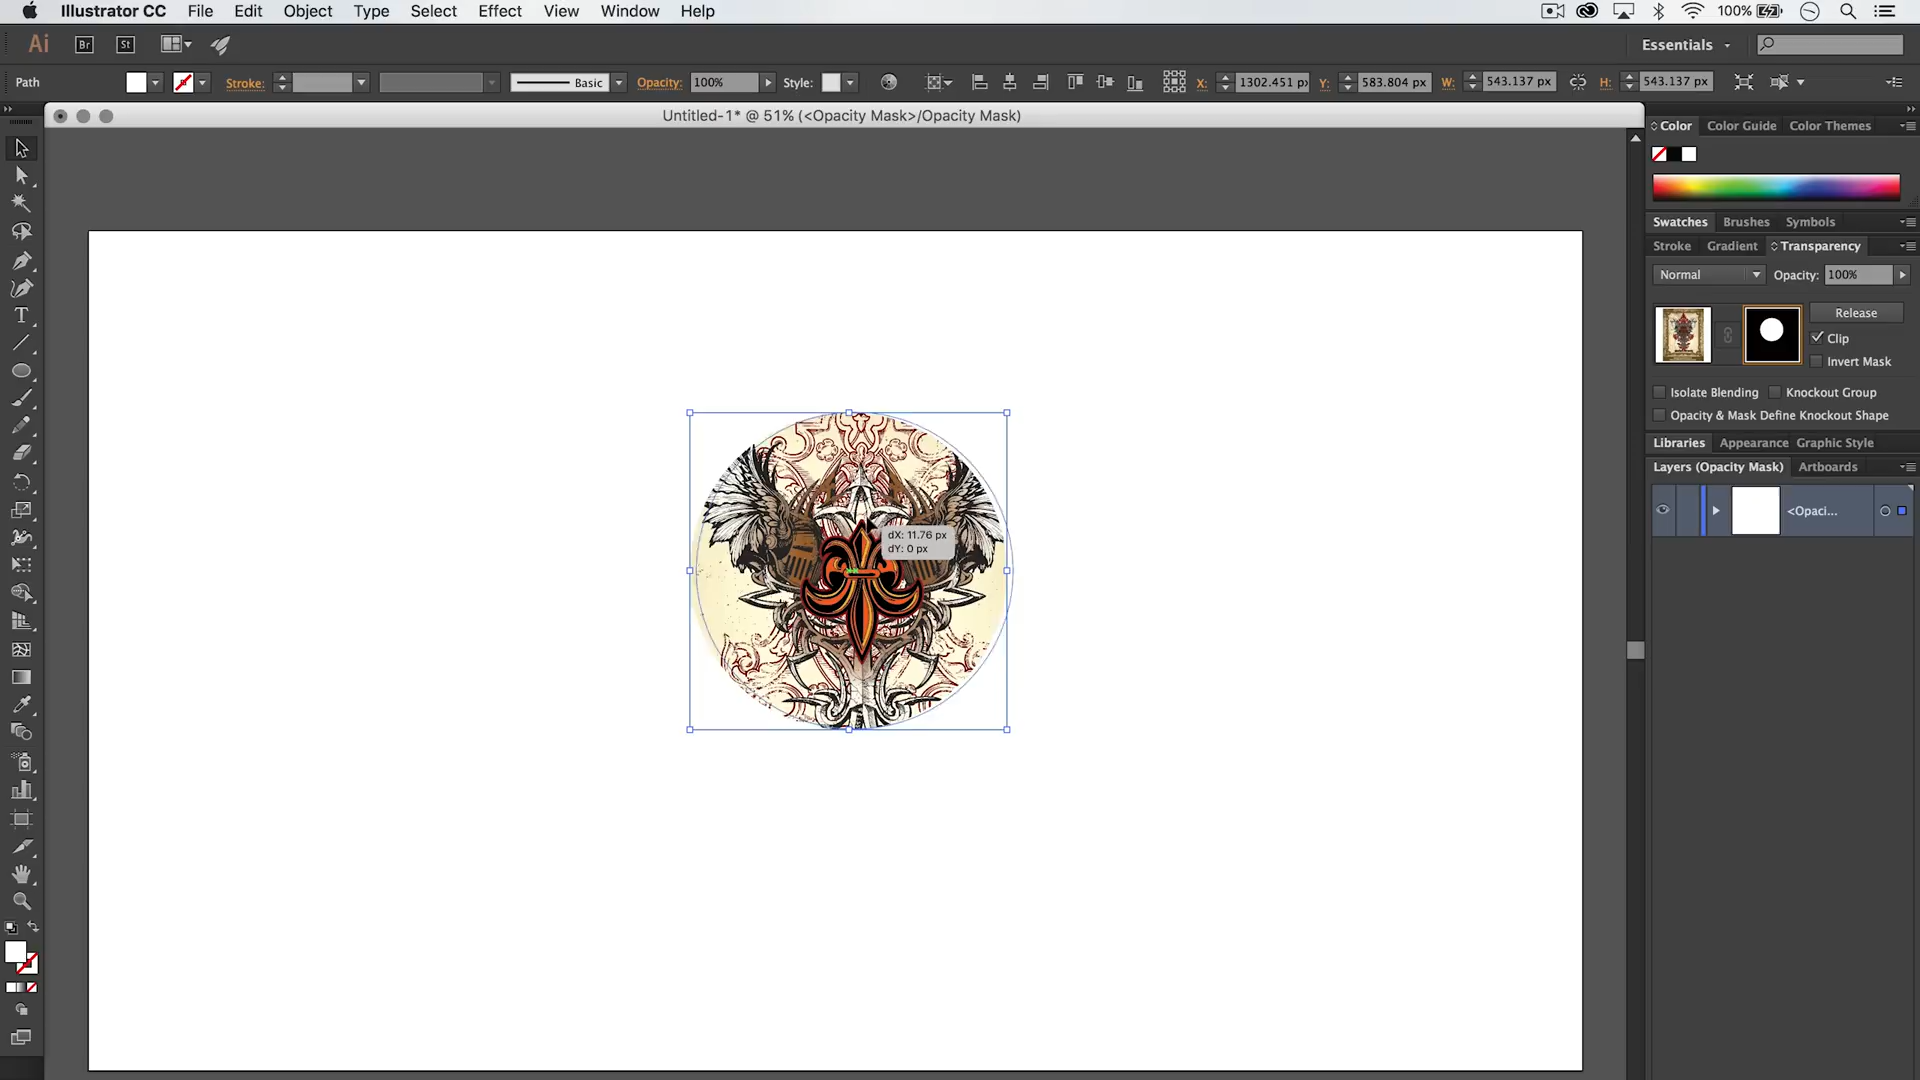 Illustrator CC File Edit Object Type Select Effect View Window Help 100%
Ai Br St Essentials
Path Stroke: Basic Opacity: 100% Style: X: 1302.451 p Y: 583.804 px W: 543.137 px H: 543.137 px
Untitled-1* @ 51% (<Opacity Mask>/Opacity Mask)
Color Color Guide Color Themes
Swatches Brushes Symbols
Stroke Gradient Transparency
Normal Opacity: 100%
Release
Clip
Invert Mask
Isolate Blending Knockout Group
Opacity & Mask Define Knockout Shape
Libraries Appearance Graphic Style
Layers (Opacity Mask) Artboards
<Opaci...
dX: 11.76 px
dY: 0 px
T